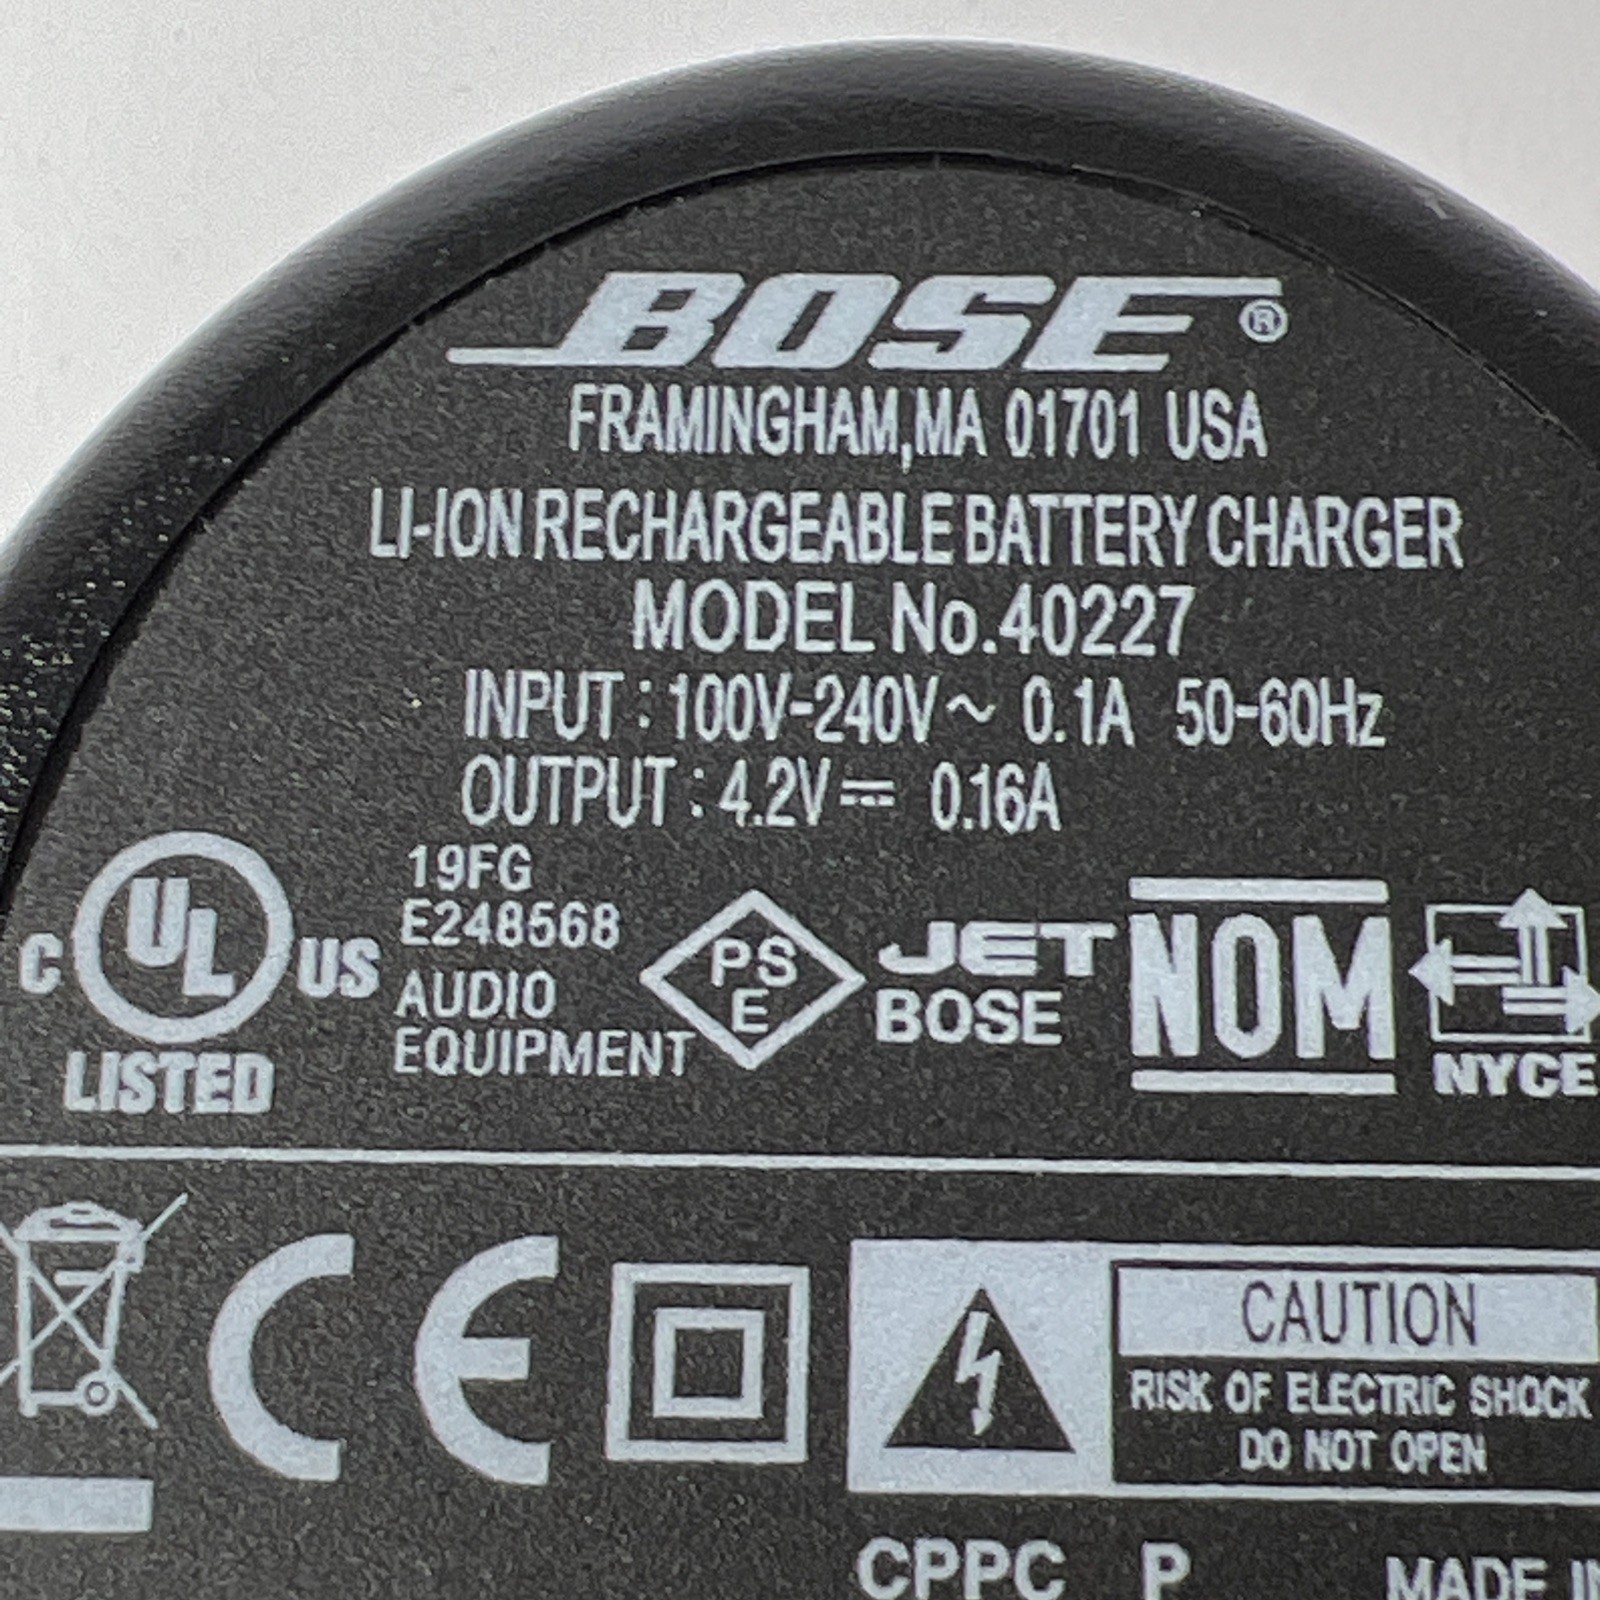 BOSE®
FRAMINGHAM,MA 01701 USA
LI-ION RECHARGEABLE BATTERY CHARGER
MODEL No.40227
INPUT : 100V-240V~ 0.1A 50-60Hz
OUTPUT : 4.2V⎓ 0.16A
C UL US
LISTED
19FG
E248568
AUDIO
EQUIPMENT
PS
E
JET
BOSE
NOM
NYCE
CE
CAUTION
RISK OF ELECTRIC SHOCK
DO NOT OPEN
CPPC P MADE IN